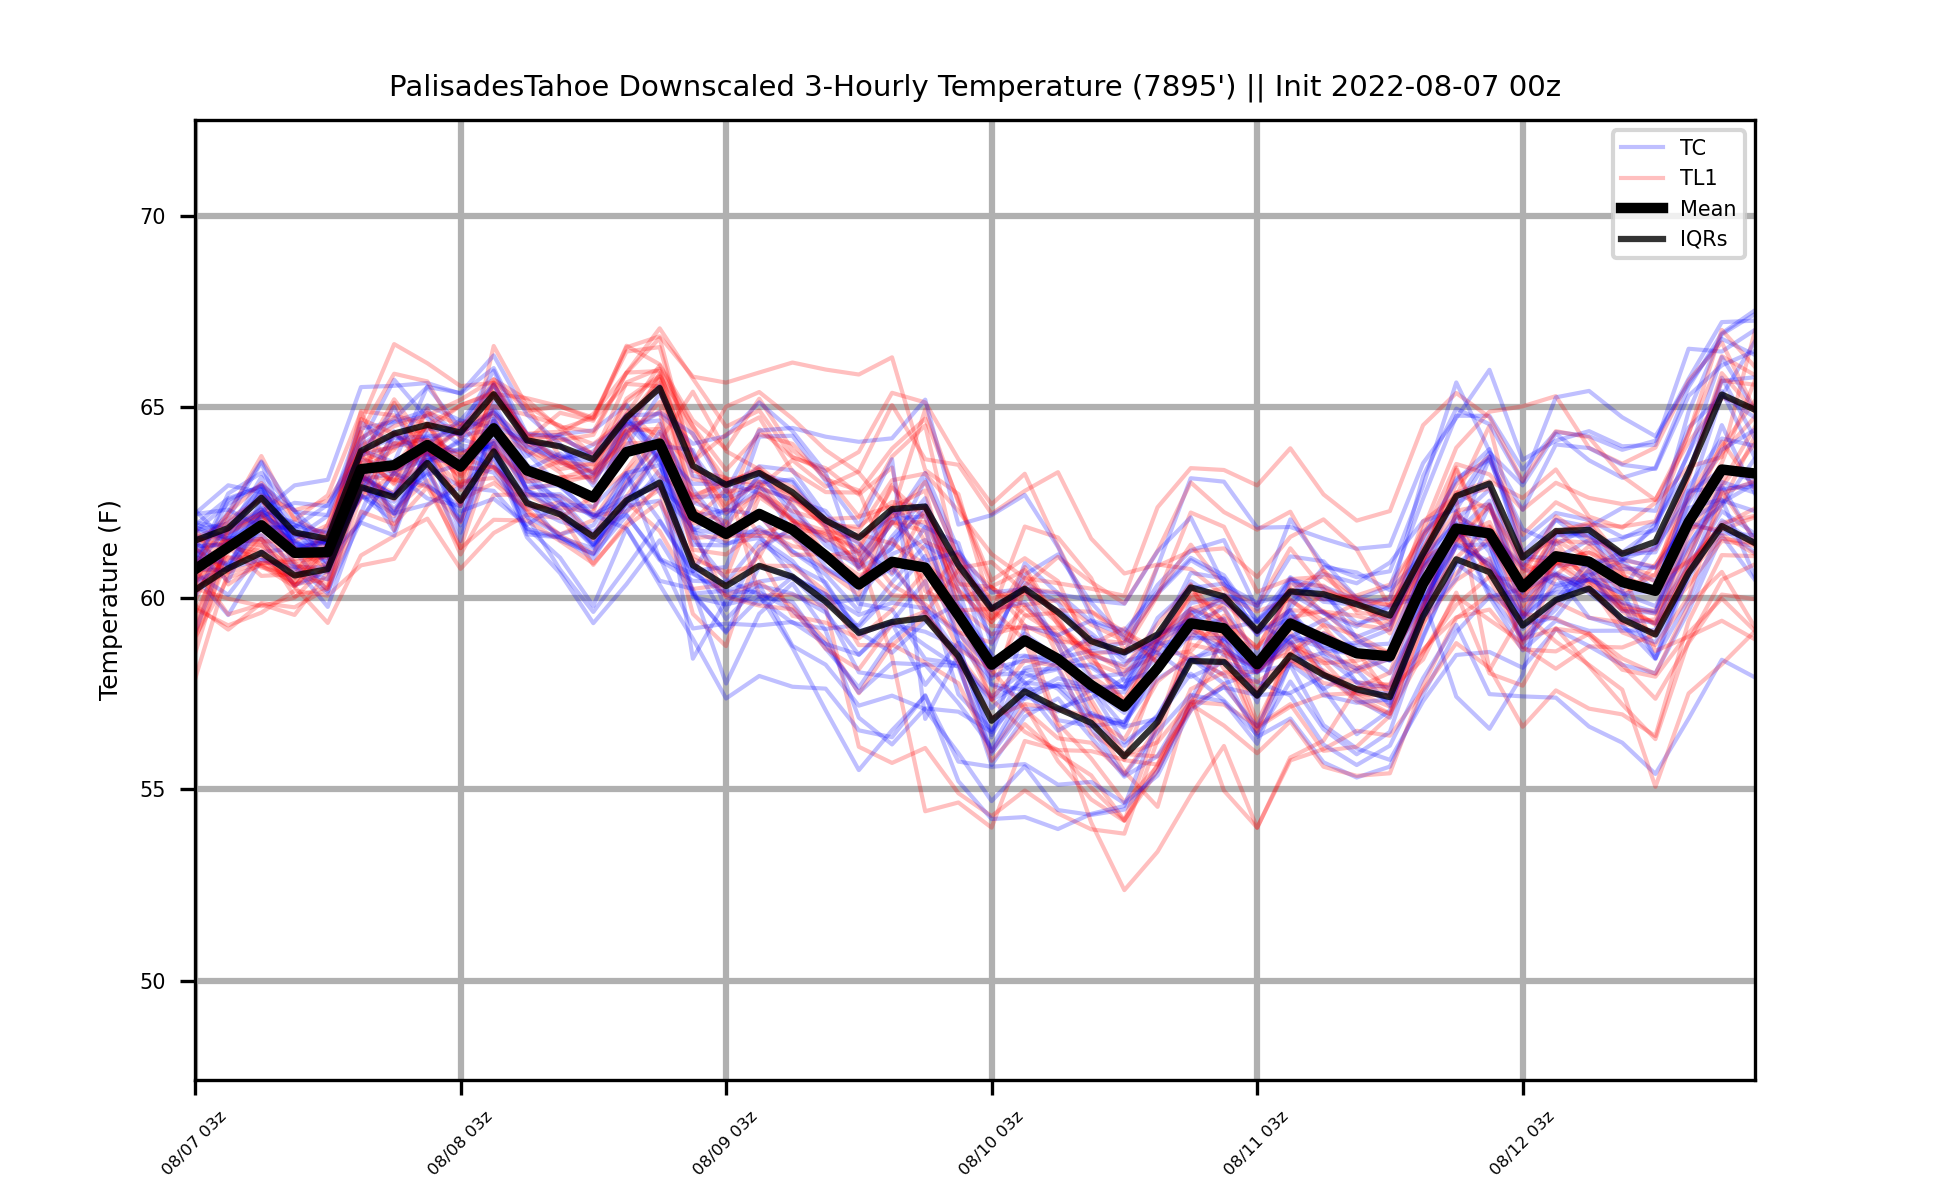 PalisadesTahoe Downscaled 3-Hourly Temperature (7895') || Init 2022-08-07 00z
TC
TL1
Mean
IQRs
Temperature (F)
70
65
60
55
50
08/07 03z
08/08 03z
08/09 03z
08/10 03z
08/11 03z
08/12 03z